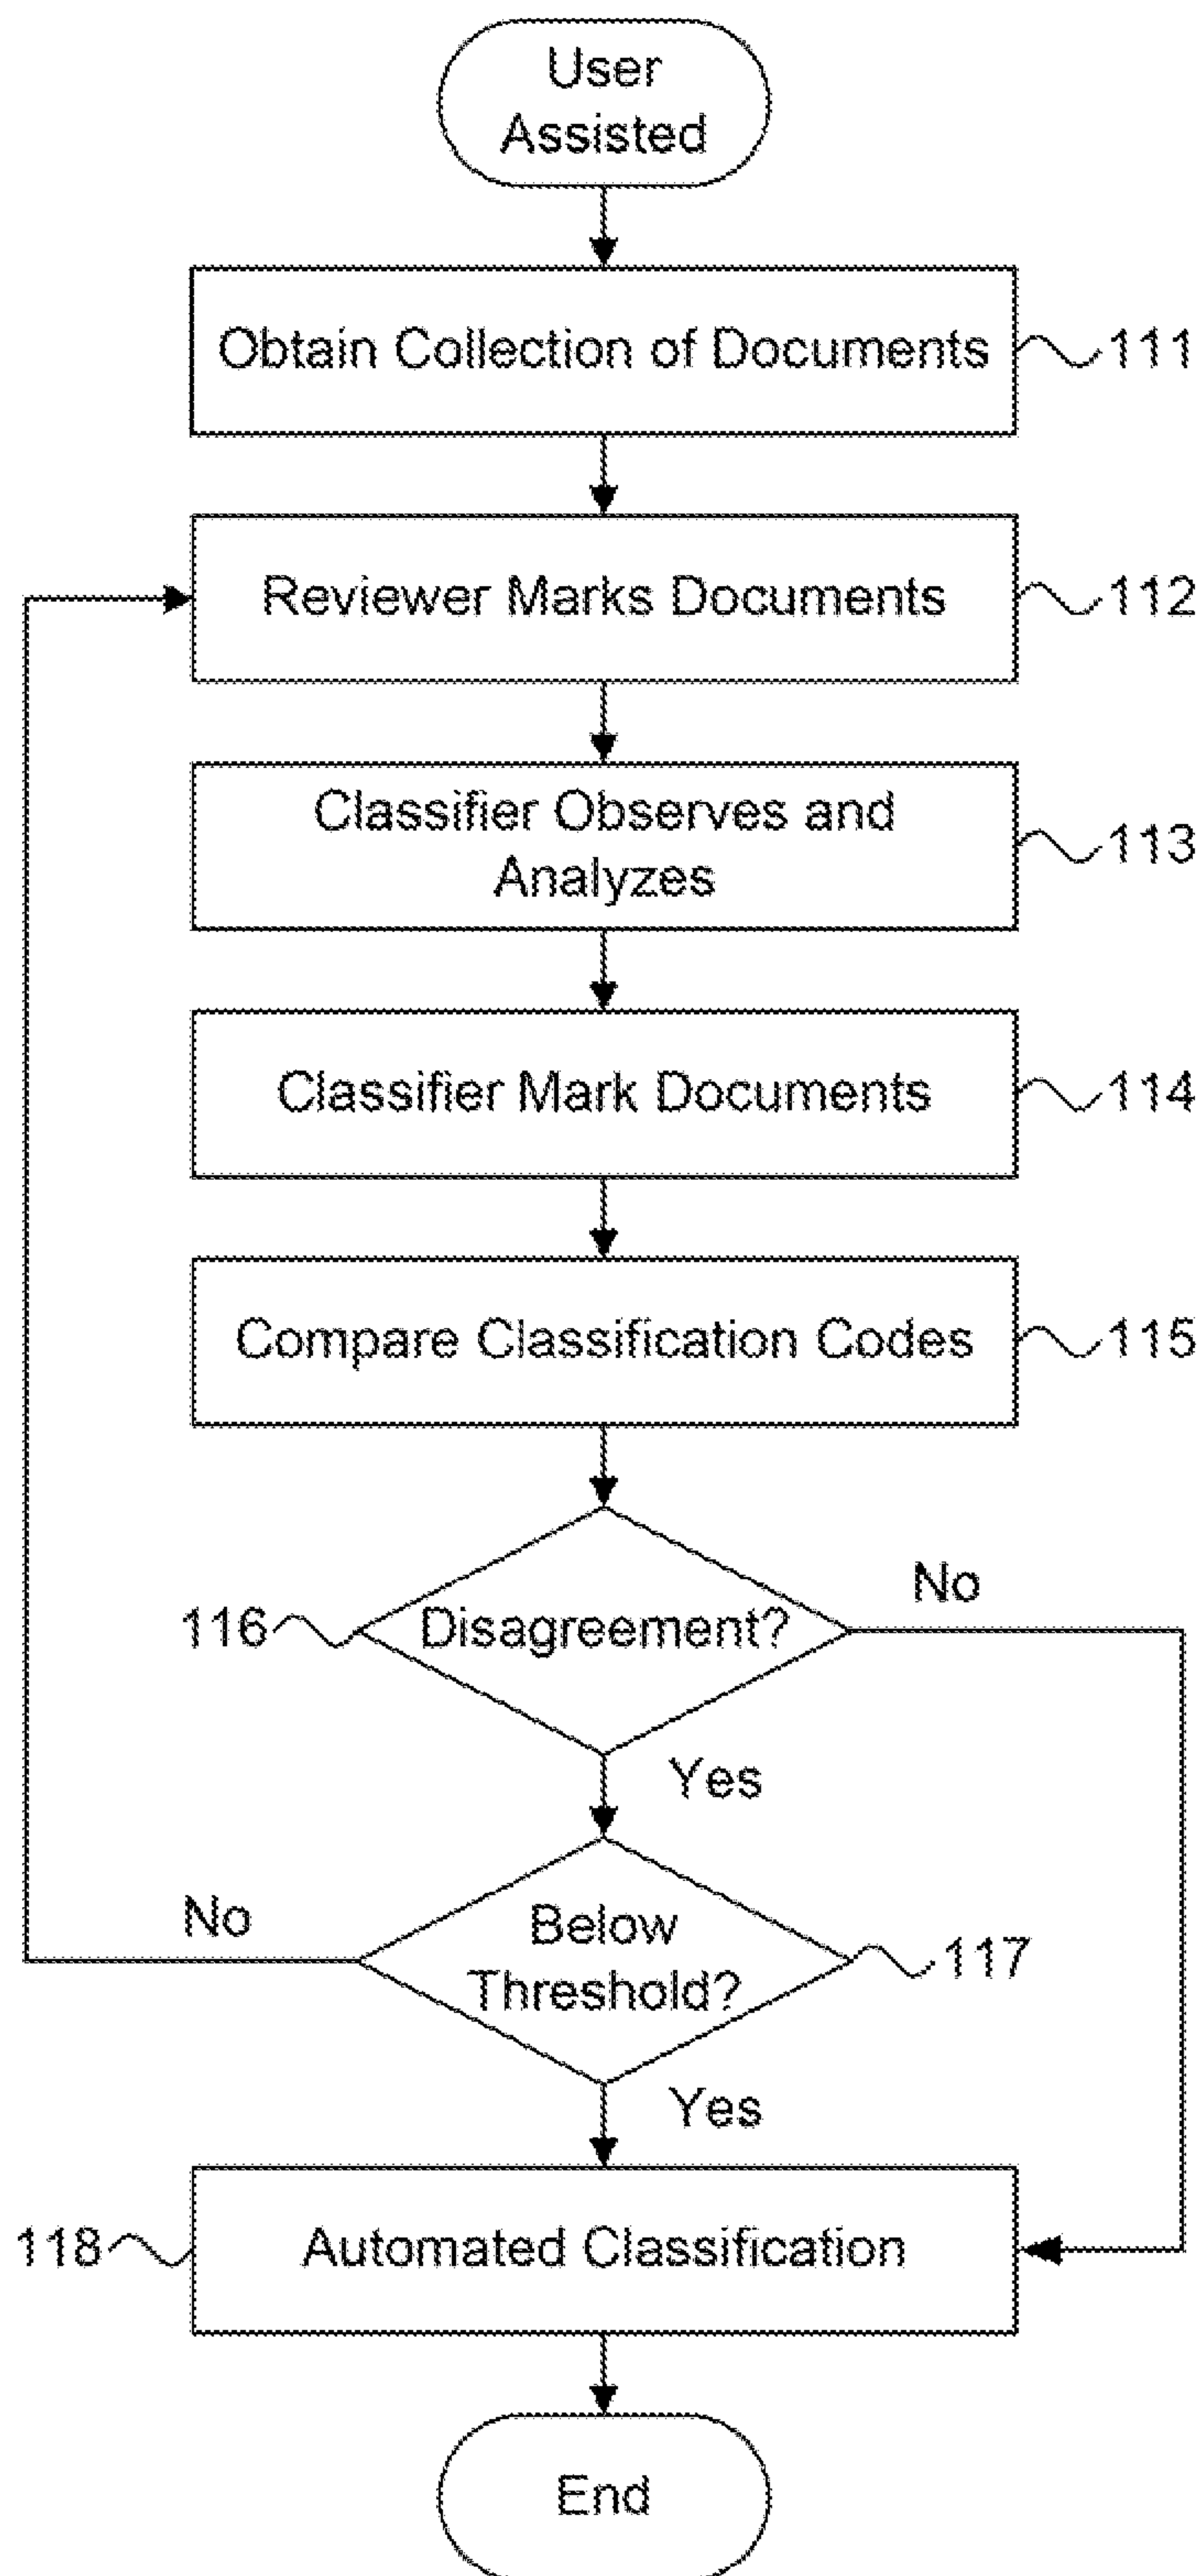 User
Assisted
Obtain Collection of Documents
111
Reviewer Marks Documents
112
Classifier Observes and
Analyzes
113
Classifier Mark Documents
114
Compare Classification Codes
115
No
116
Disagreement?
Yes
No
Below
Threshold?
117
Yes
118
Automated Classification
End